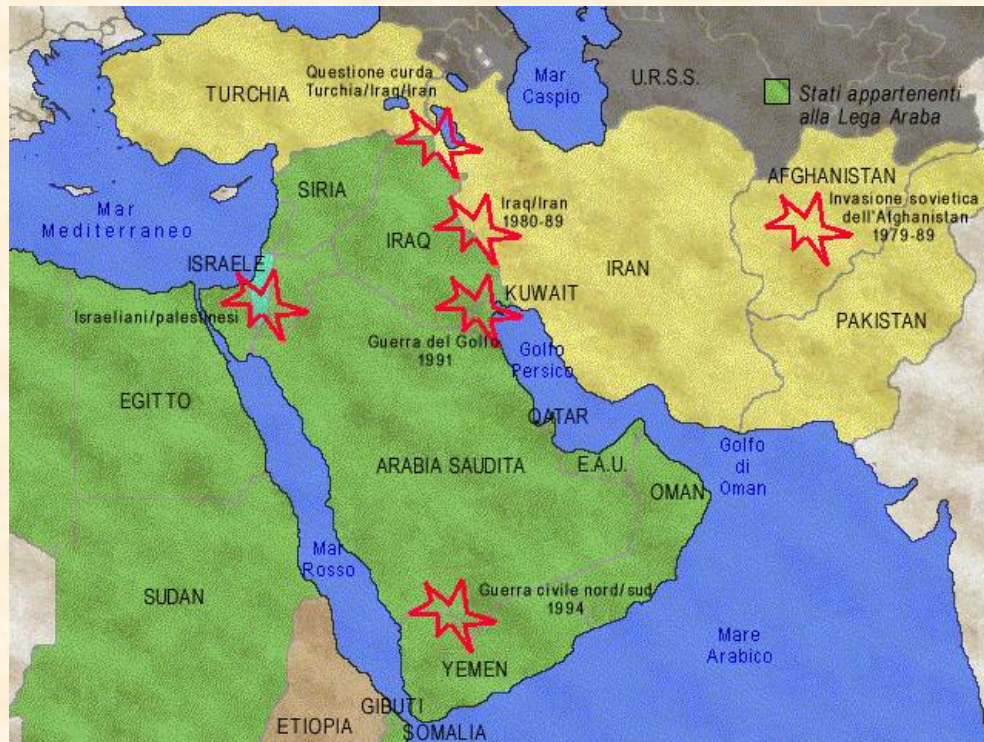 Questione curda
Turchia/Iraq/Iran
TURCHIA
Mar
Caspio
U.R.S.S.
Stati appartenenti
alla Lega Araba
SIRIA
AFGHANISTAN
Invasione sovietica
dell'Afghanistan
1979-89
Mar
Mediterraneo
Iraq/Iran
1980-89
IRAQ
ISRAELE
IRAN
KUWAIT
PAKISTAN
Israeliani/palestinesi
Guerra del Golfo
1991
Golfo
Persico
EGITTO
QATAR
ARABIA SAUDITA
E.A.U.
OMAN
Golfo
di
Oman
Mar
Rosso
SUDAN
Guerra civile nord/sud
1994
Mare
Arabico
YEMEN
GIBUTI
ETIOPIA
SOMALIA